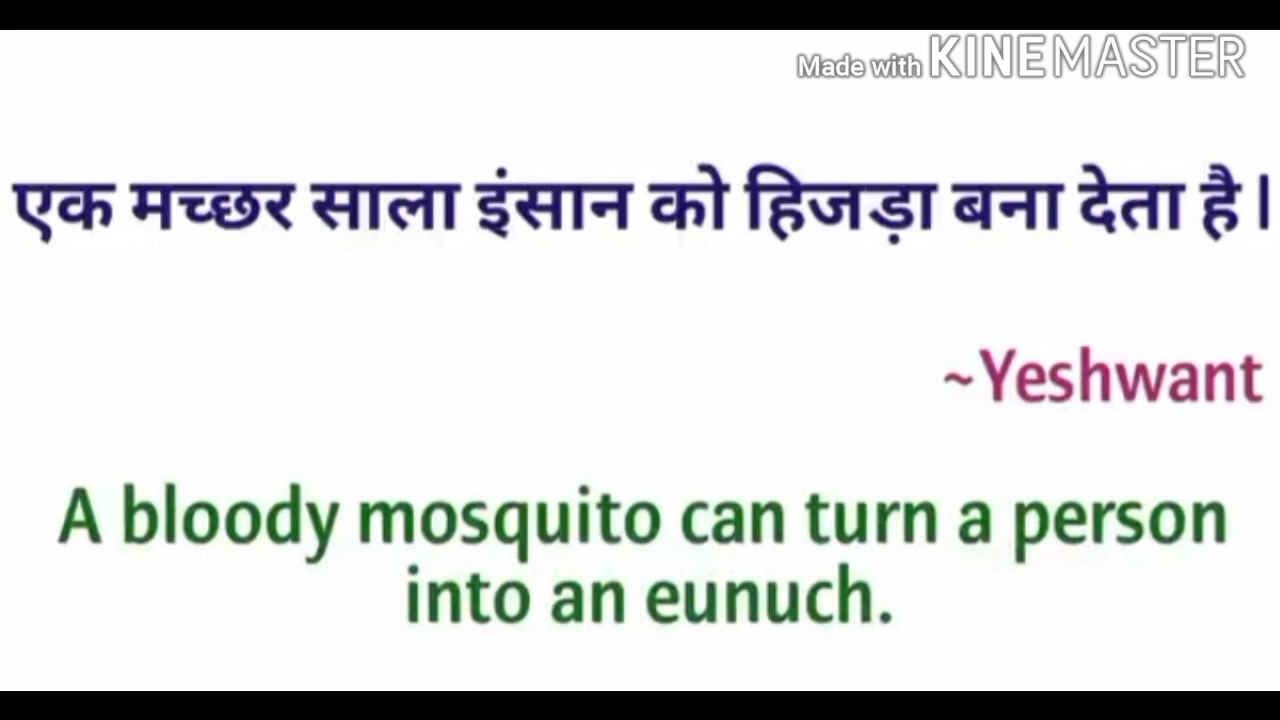 Made with KINEMASTER
एक मच्छर साला इंसान को हिजड़ा बना देता है।
~Yeshwant
A bloody mosquito can turn a person
into an eunuch.